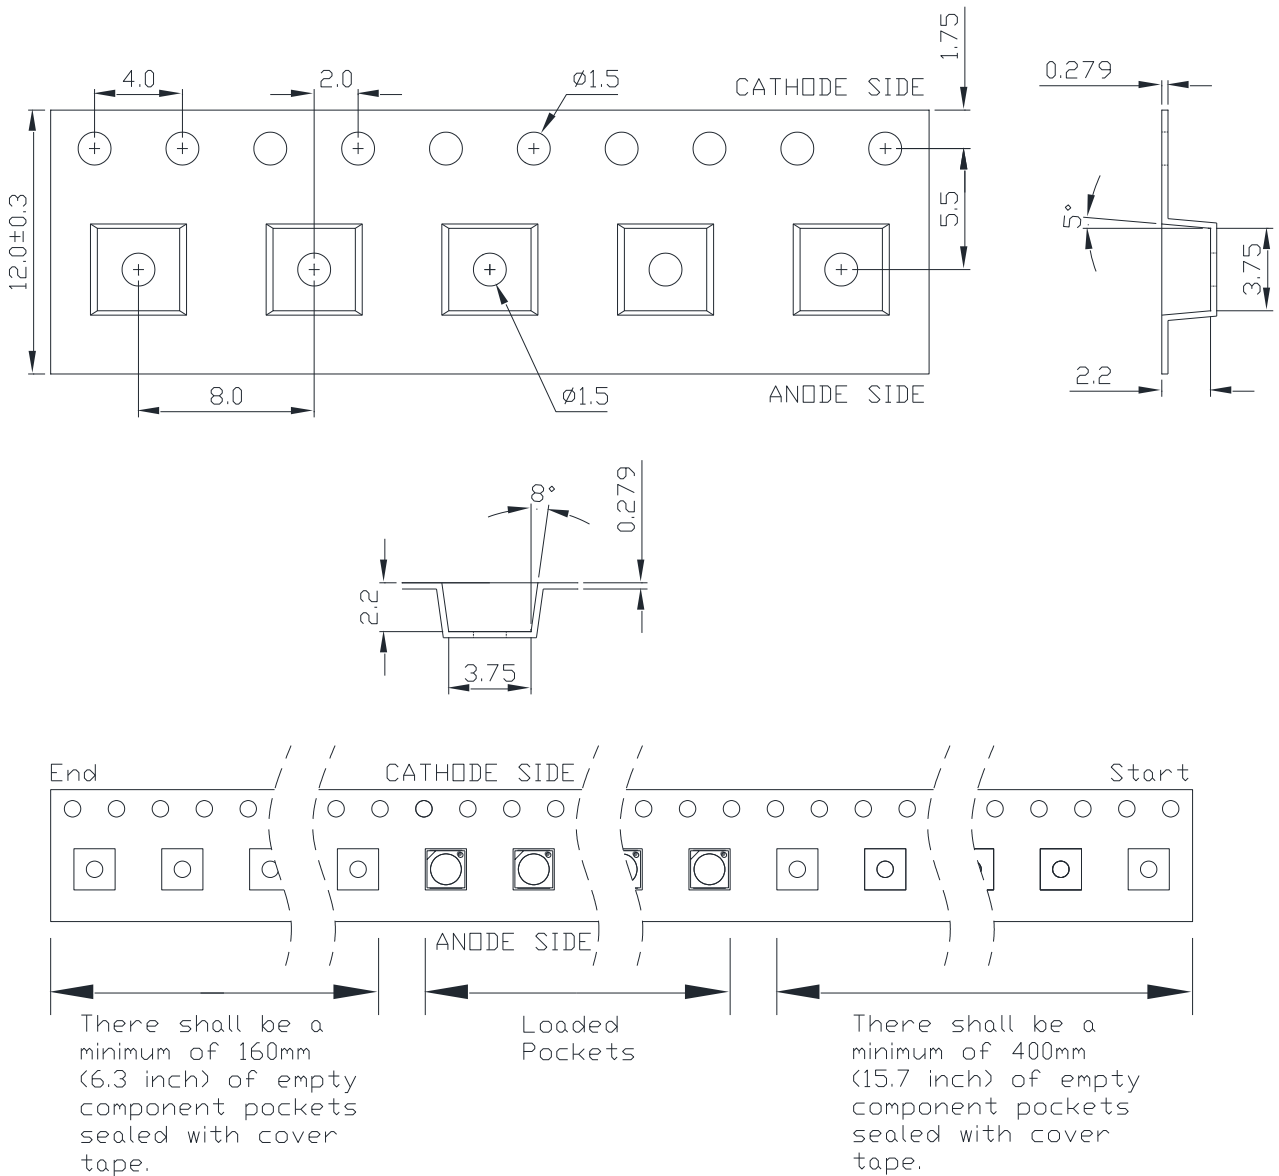 1.75
4.0
2.0
ø1.5
CATHODE SIDE
0.279
12.0±0.3
5.5
5°
3.75
2.2
8.0
ø1.5
ANODE SIDE
8°
0.279
2.2
3.75
End
CATHODE SIDE
Start
ANODE SIDE
There shall be a
minimum of 160mm
(6.3 inch) of empty
component pockets
sealed with cover
tape.
Loaded
Pockets
There shall be a
minimum of 400mm
(15.7 inch) of empty
component pockets
sealed with cover
tape.